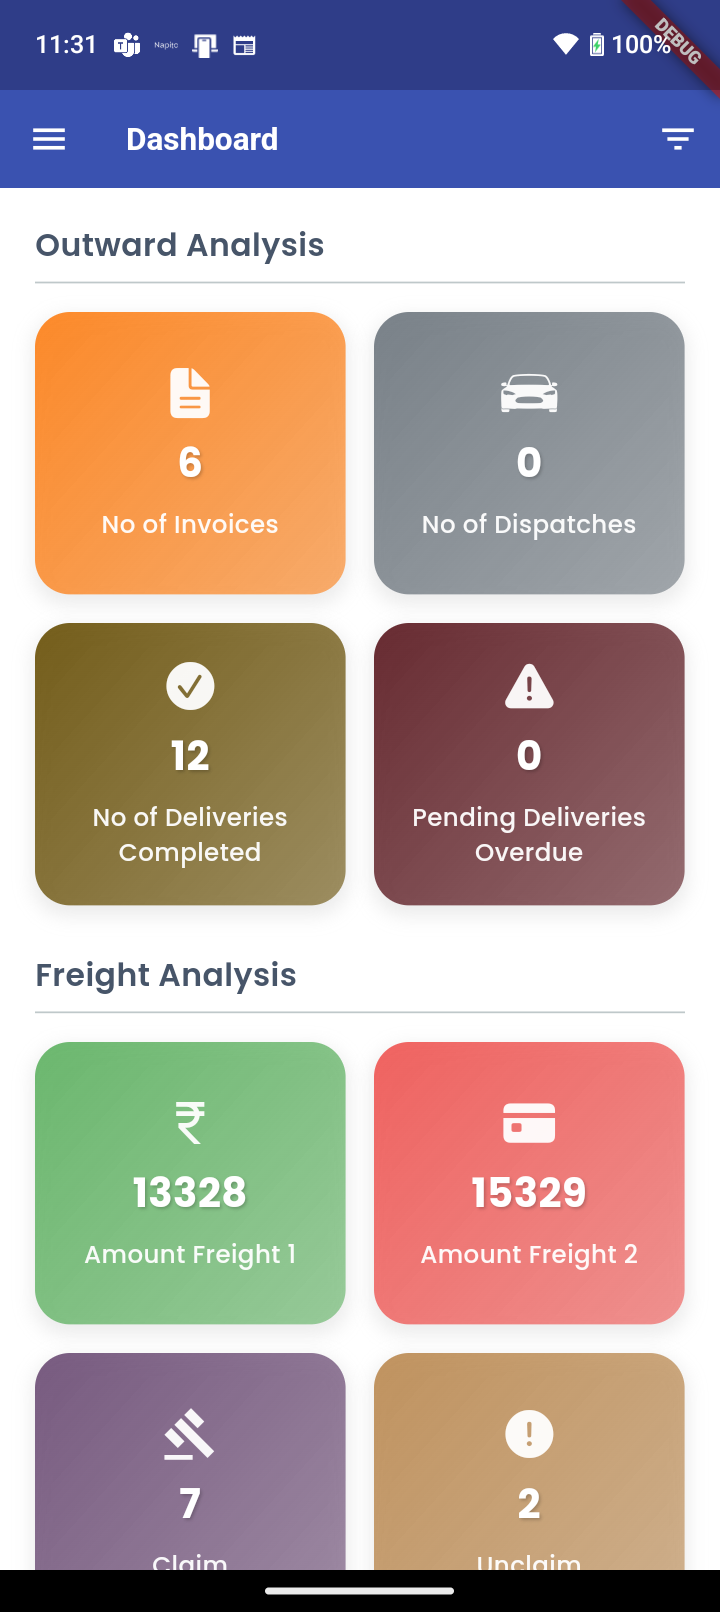 11:31 Napitc 100%
DEBUG
Dashboard
Outward Analysis
6
No of Invoices
0
No of Dispatches
12
No of Deliveries
Completed
0
Pending Deliveries
Overdue
Freight Analysis
₹
13328
Amount Freight 1
15329
Amount Freight 2
7
Claim
2
Unclaim